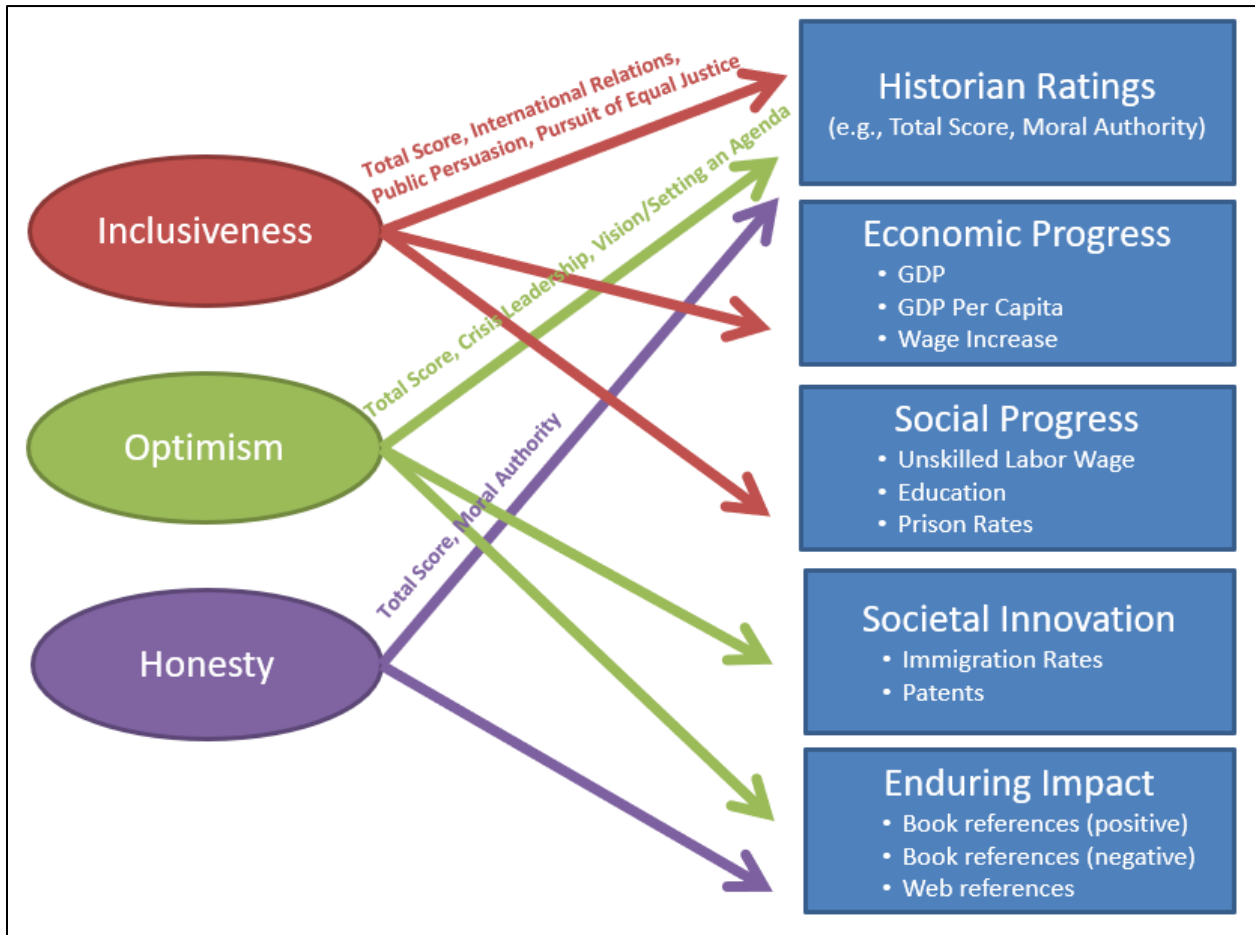 Total Score, International Relations,
Public Persuasion, Pursuit of Equal Justice
Inclusiveness
Total Score, Crisis Leadership, Vision/Setting an Agenda
Optimism
Total Score, Moral Authority
Honesty
Historian Ratings
(e.g., Total Score, Moral Authority)
Economic Progress
• GDP
• GDP Per Capita
• Wage Increase
Social Progress
• Unskilled Labor Wage
• Education
• Prison Rates
Societal Innovation
• Immigration Rates
• Patents
Enduring Impact
• Book references (positive)
• Book references (negative)
• Web references